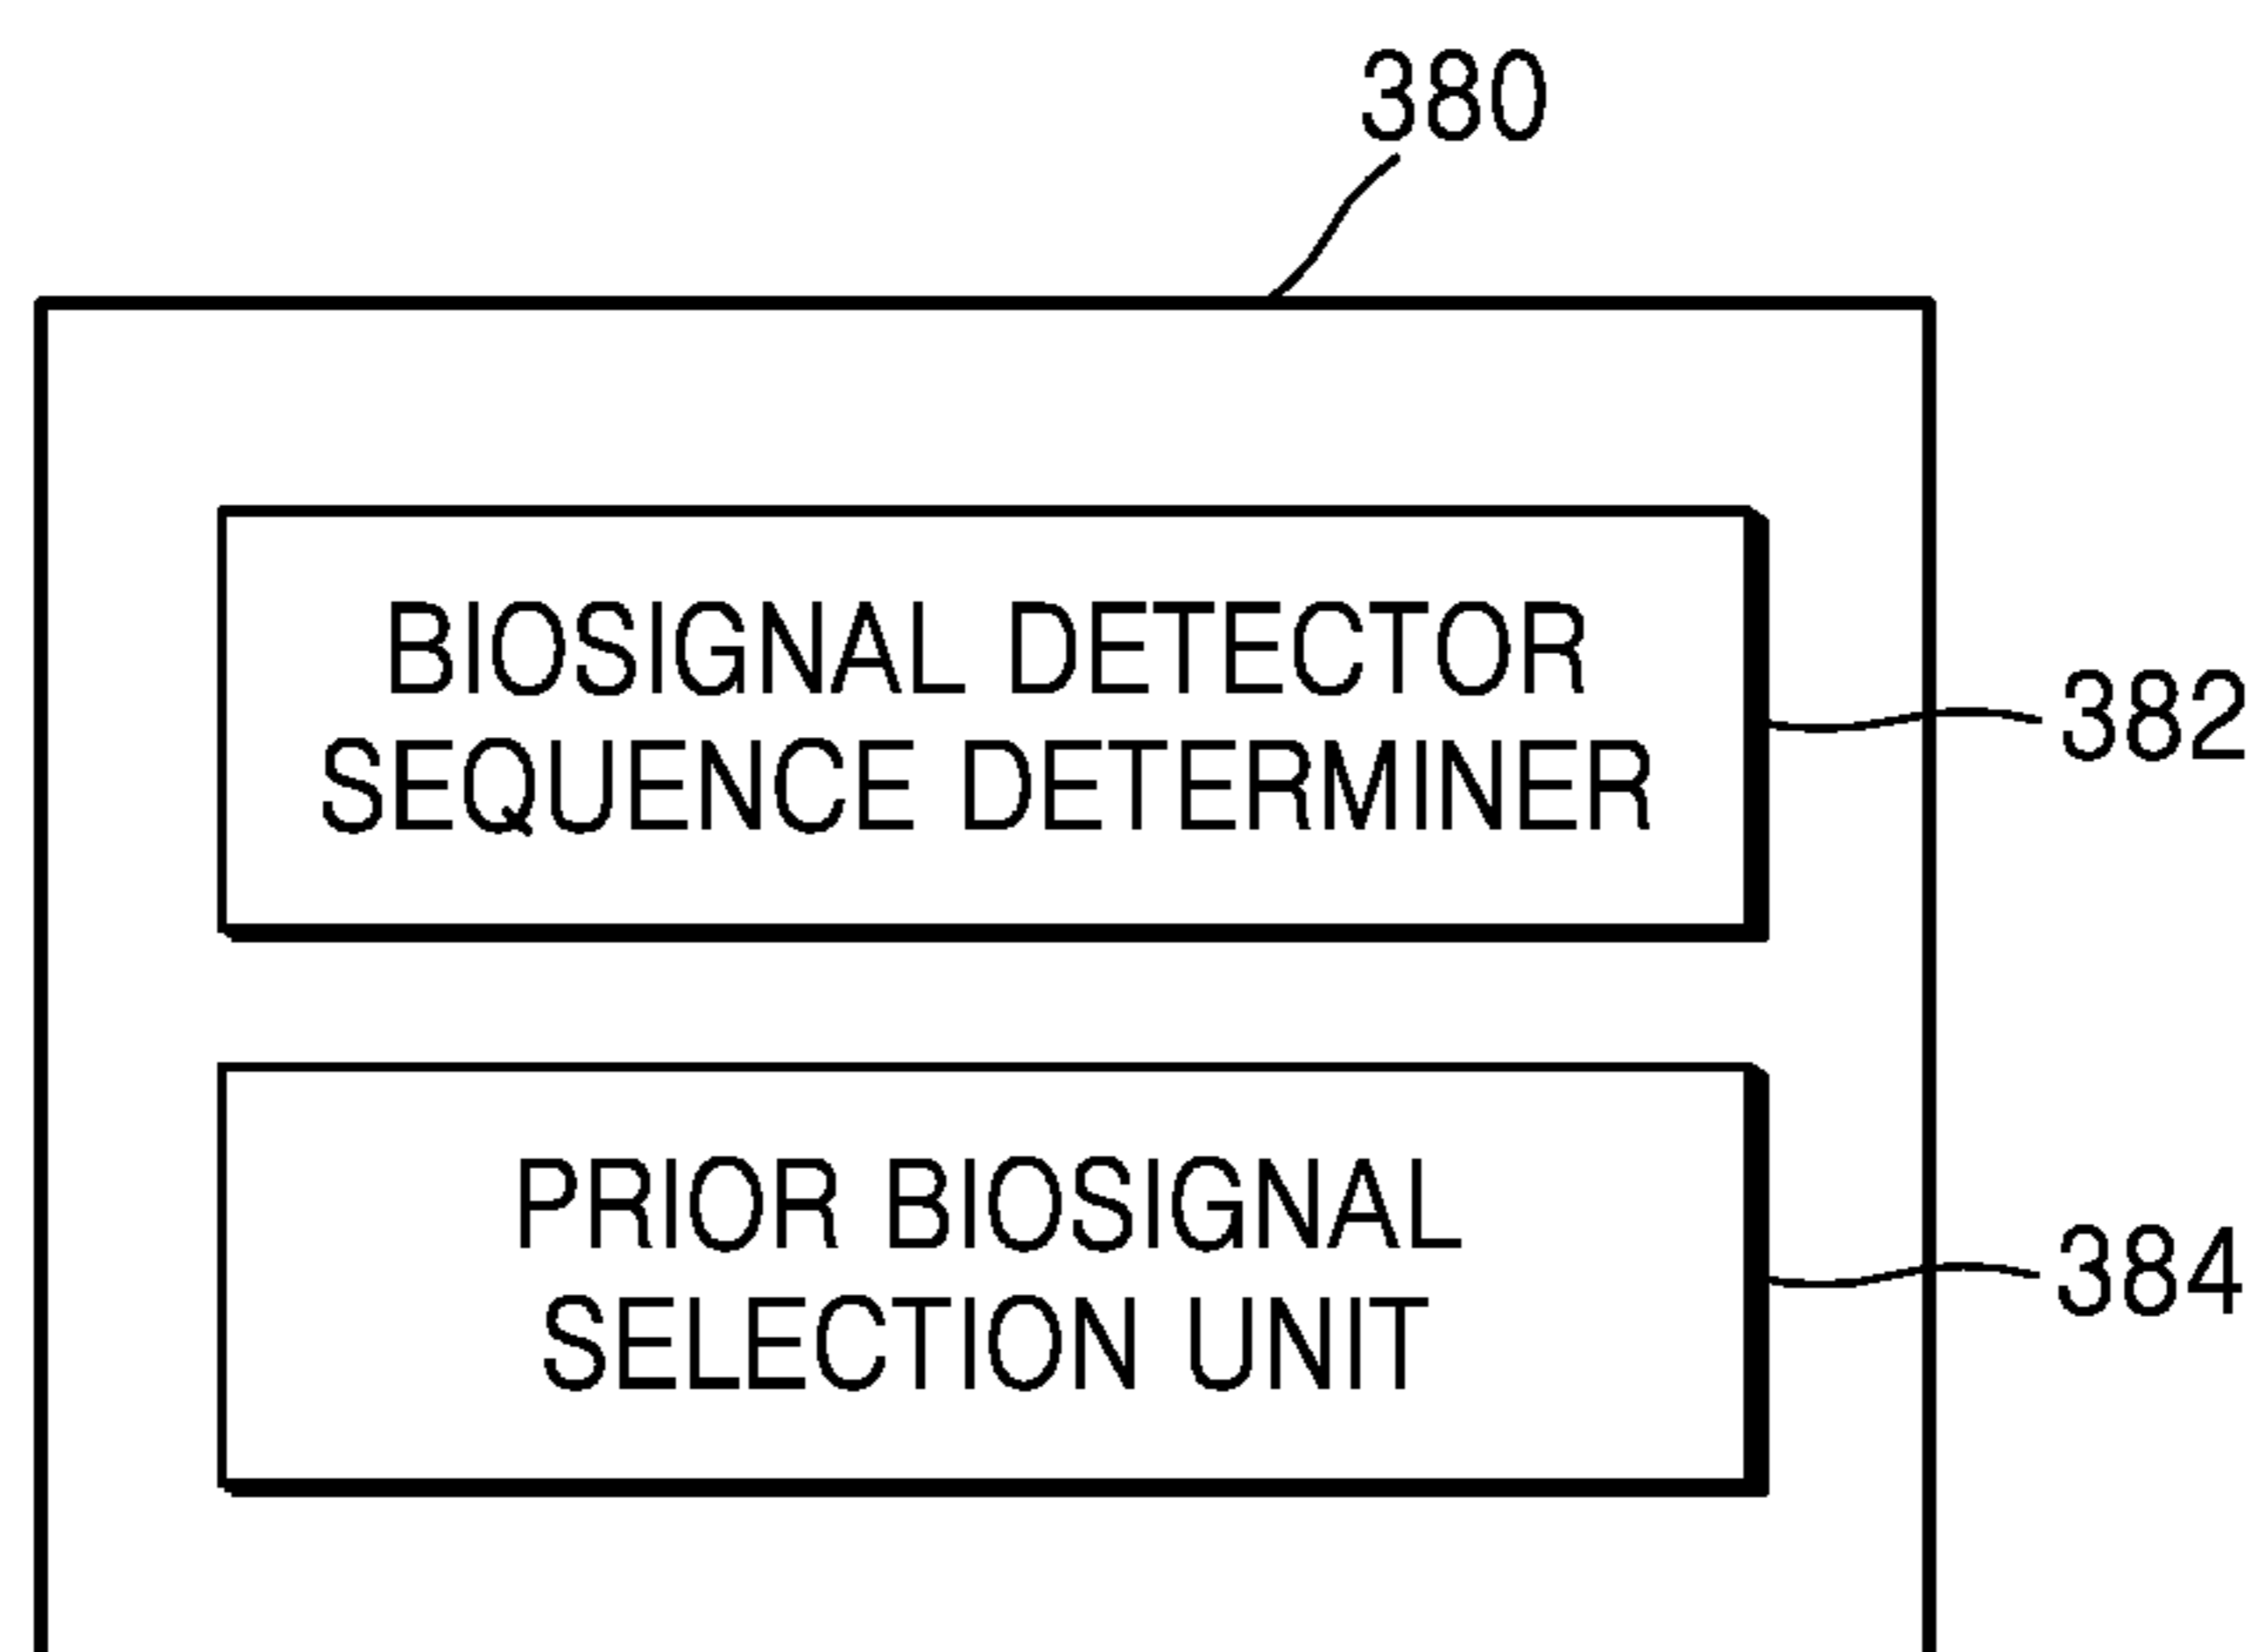 380
BIOSIGNAL DETECTOR
SEQUENCE DETERMINER
382
PRIOR BIOSIGNAL
SELECTION UNIT
384